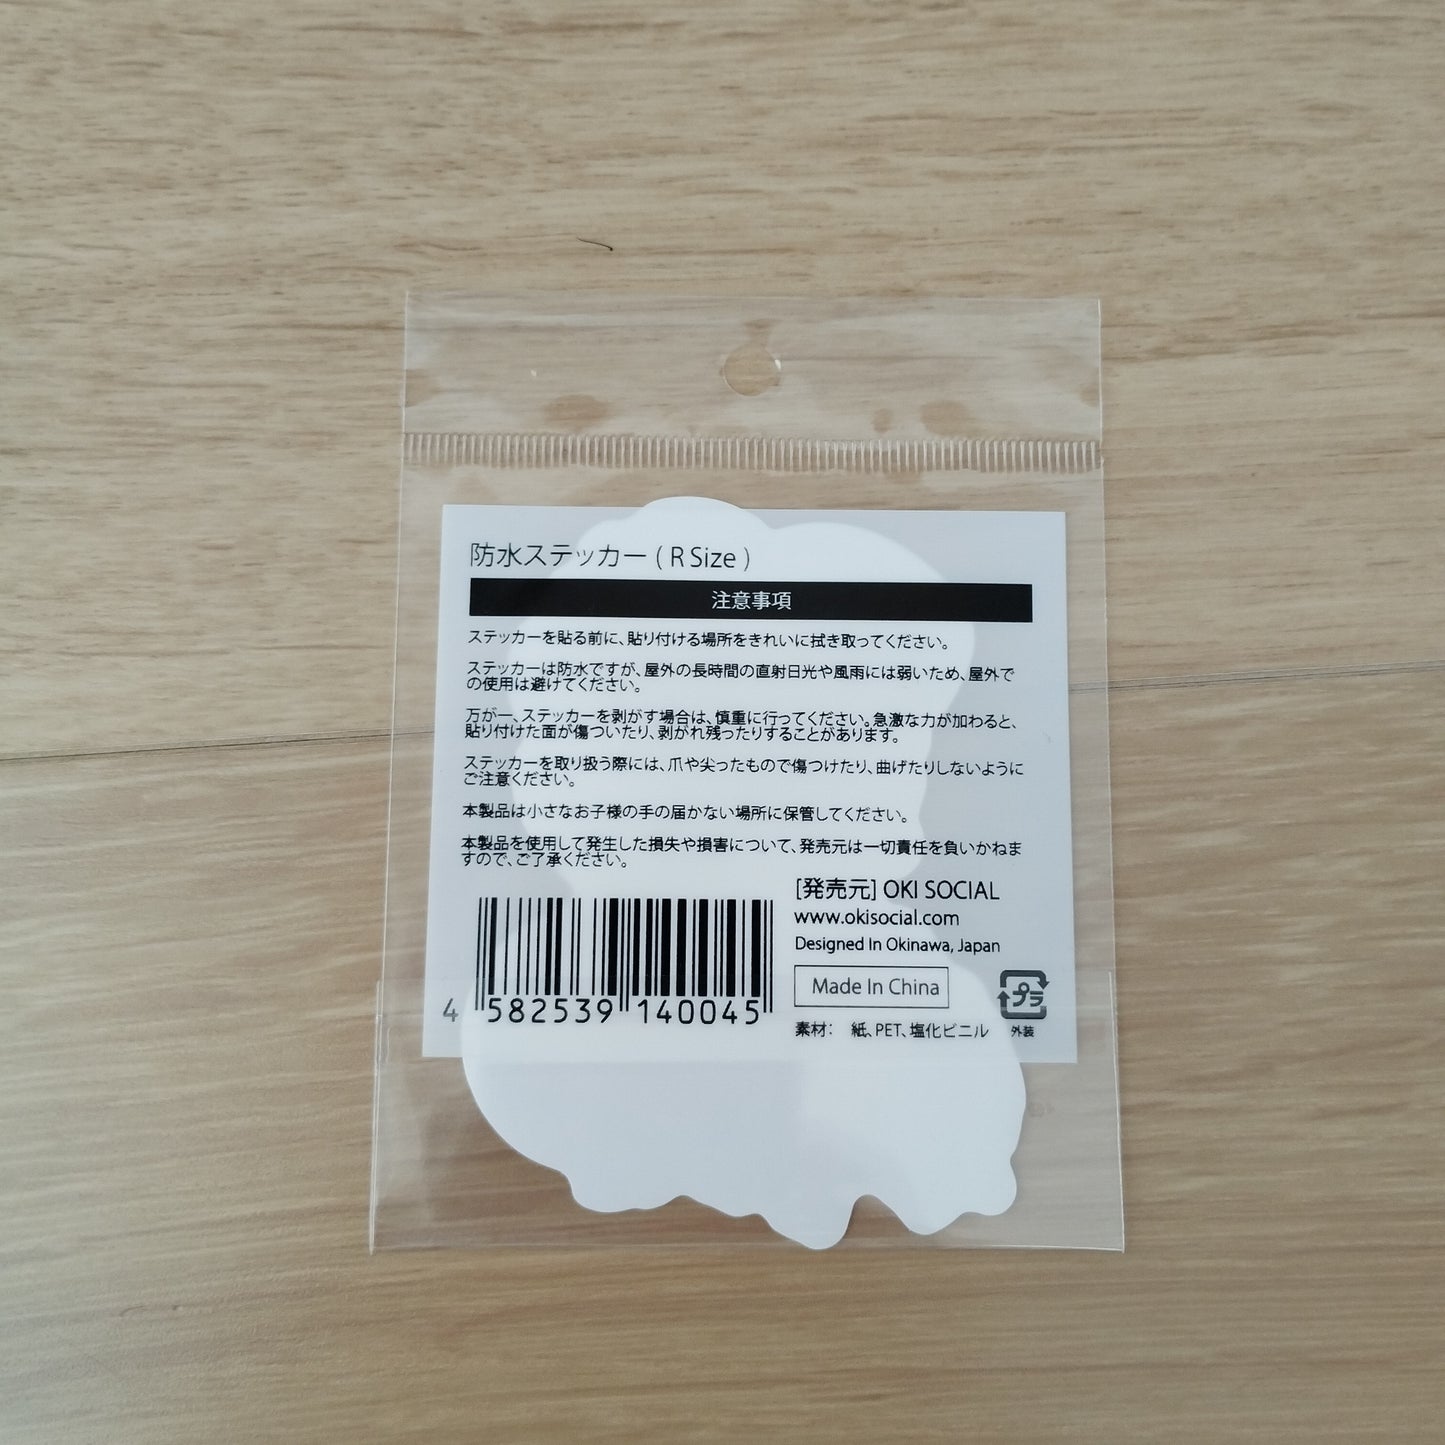 防水ステッカー ( R Size )
注意事項
ステッカーを貼る前に、貼り付ける場所をきれいに拭き取ってください。
ステッカーは防水ですが、屋外の長時間の直射日光や風雨には弱いため、屋外で
の使用は避けてください。
万が一、ステッカーを剥がす場合は、慎重に行ってください。急激な力が加わると、
貼り付けた面が傷ついたり、剥がれ残ったりすることがあります。
ステッカーを取り扱う際には、爪や尖ったもので傷つけたり、曲げたりしないように
ご注意ください。
本製品は小さなお子様の手の届かない場所に保管してください。
本製品を使用して発生した損失や損害について、発売元は一切責任を負いかねま
すので、ご了承ください。
[発売元] OKI SOCIAL
www.okisocial.com
Designed In Okinawa, Japan
Made In China
プラ
外装
素材： 紙、PET、塩化ビニル
4 582539 140045